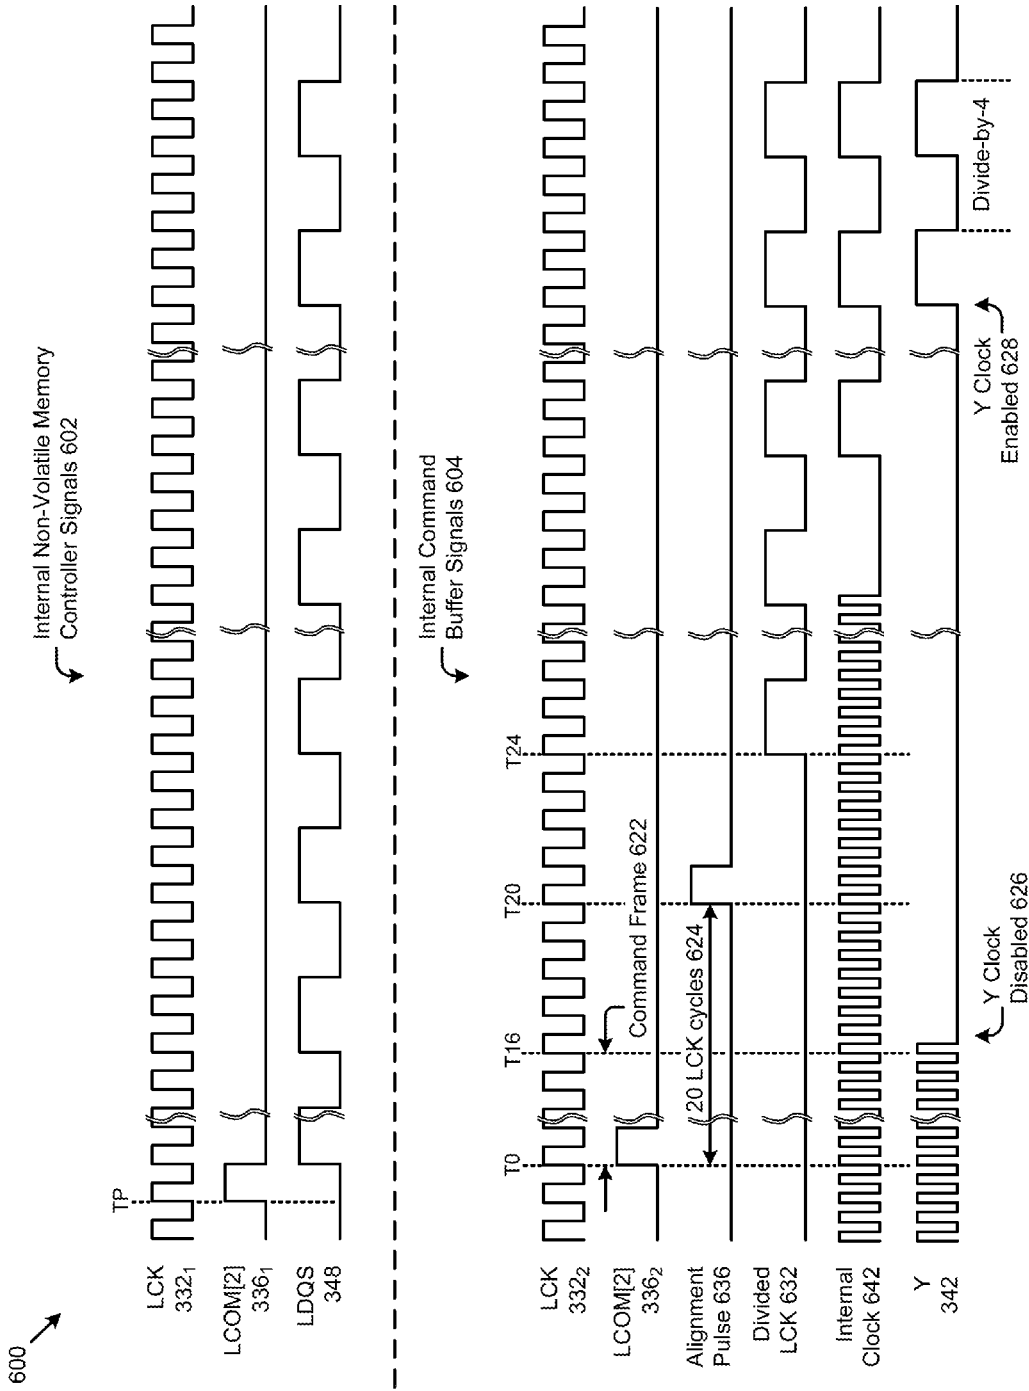 600
Internal Non-Volatile Memory
Controller Signals 602
TP
LCK
332₁
LCOM[2]
336₁
LDQS
348
Internal Command
Buffer Signals 604
T0
T16
T20
T24
LCK
332₂
LCOM[2]
336₂
Command Frame 622
Alignment
Pulse 636
20 LCK cycles 624
Divided
LCK 632
Internal
Clock 642
Y
342
Y Clock
Disabled 626
Y Clock
Enabled 628
Divide-by-4